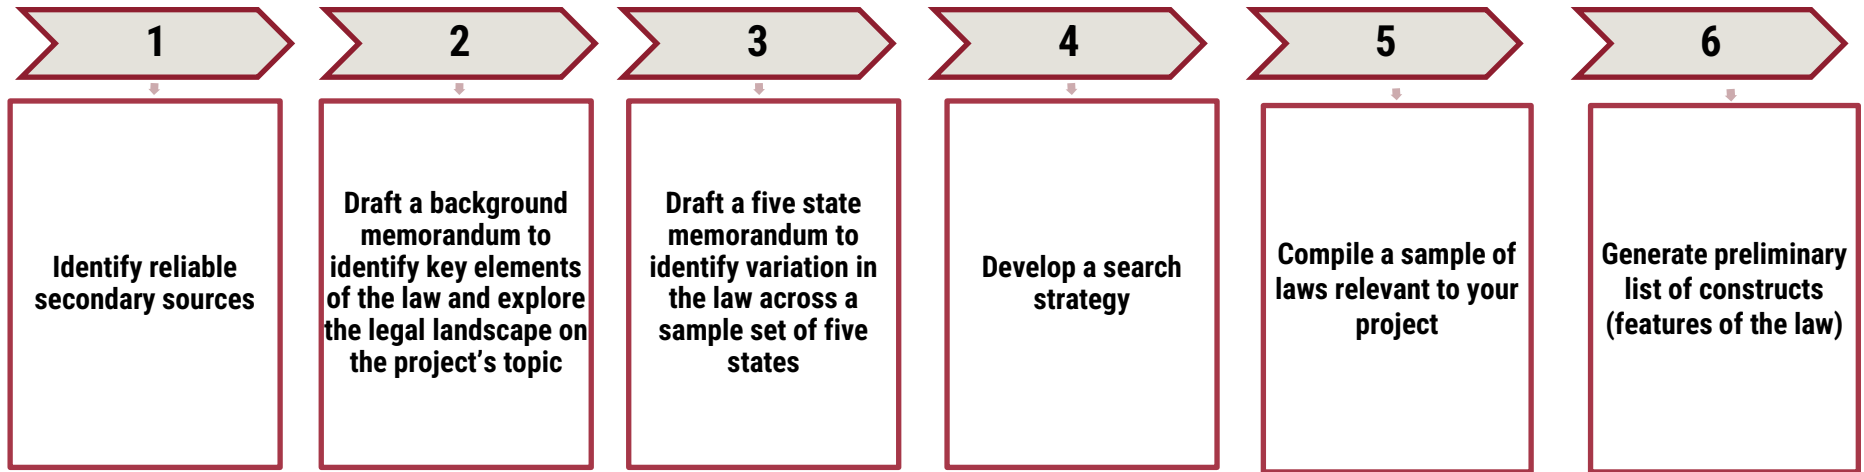 1
2
3
4
5
6
Identify reliable
secondary sources
Draft a background
memorandum to
identify key elements
of the law and explore
the legal landscape on
the project’s topic
Draft a five state
memorandum to
identify variation in
the law across a
sample set of five
states
Develop a search
strategy
Compile a sample of
laws relevant to your
project
Generate preliminary
list of constructs
(features of the law)